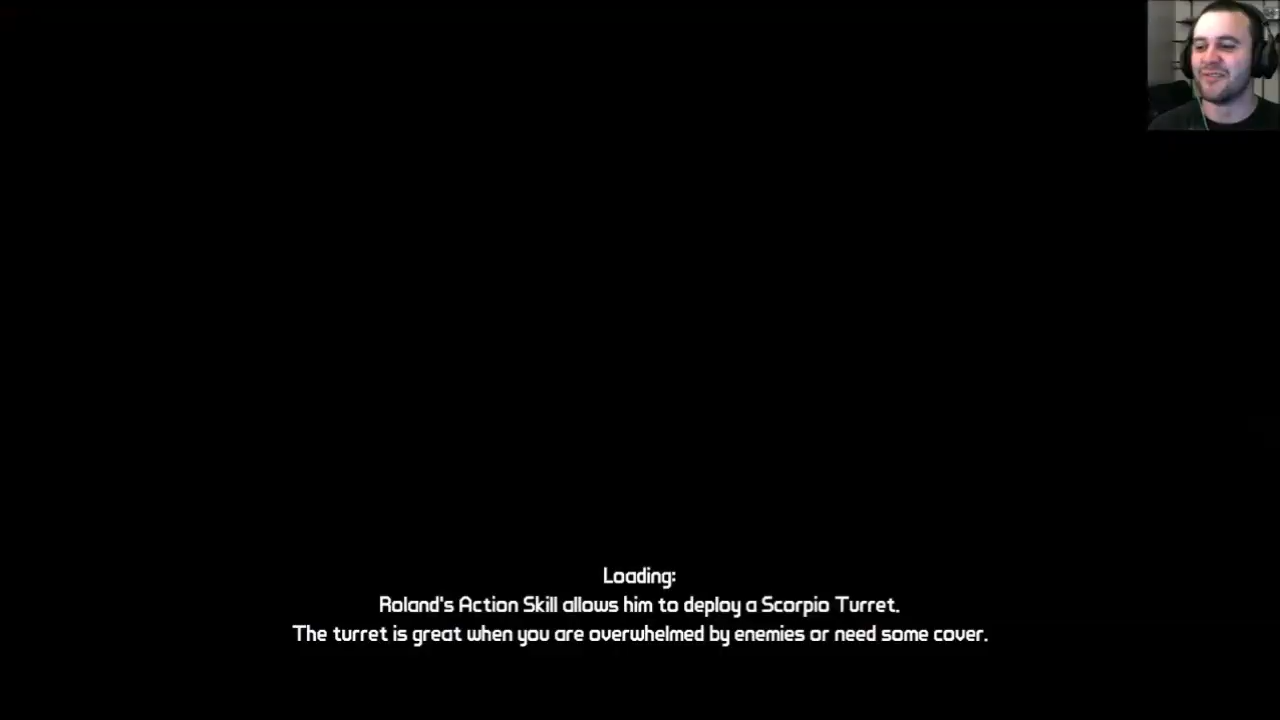 Loading:
Roland's Action Skill allows him to deploy a Scorpio Turret.
The turret is great when you are overwhelmed by enemies or need some cover.